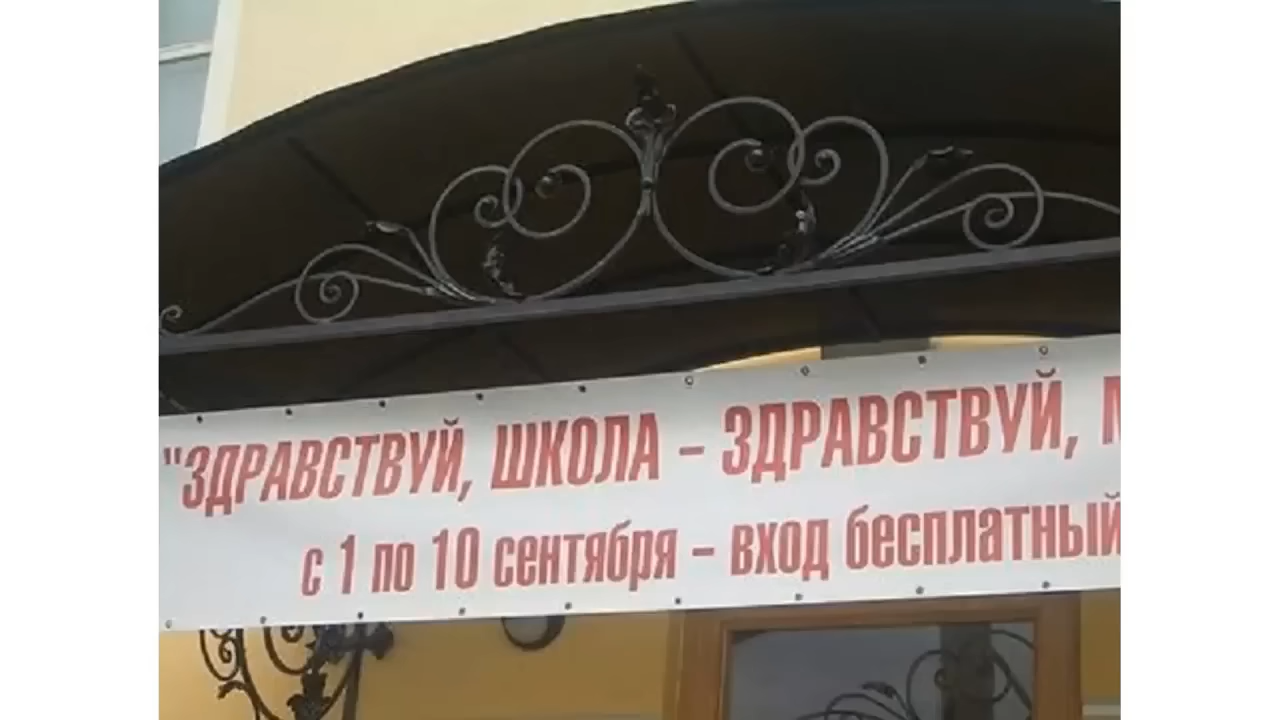 "ЗДРАВСТВУЙ, ШКОЛА – ЗДРАВСТВУЙ,
с 1 по 10 сентября – вход бесплатный